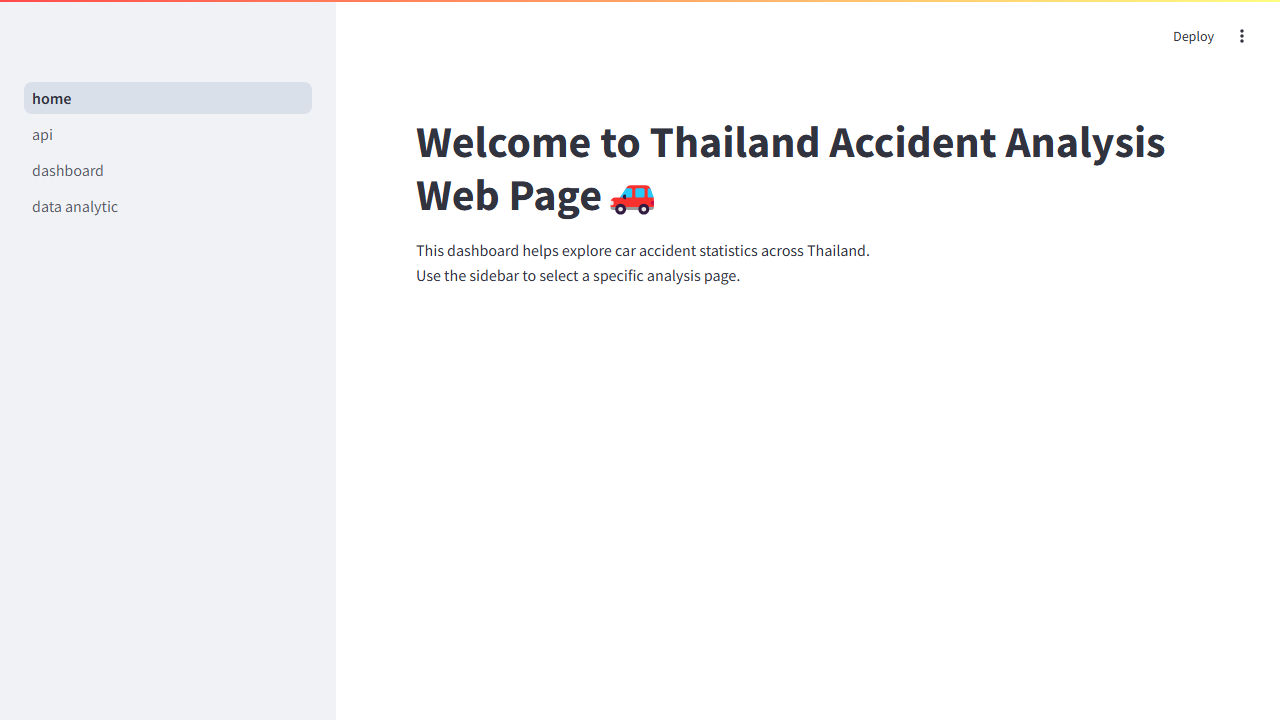 Deploy
home
api
dashboard
data analytic
Welcome to Thailand Accident Analysis
Web Page 🚗
This dashboard helps explore car accident statistics across Thailand.
Use the sidebar to select a specific analysis page.